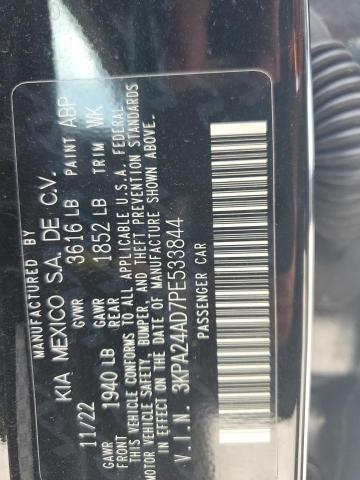 MANUFACTURED BY
KIA MEXICO S.A. DE C.V.
11/22 GVWR 3616 LB PAINT ABP
GAWR FRONT 1940 LB GAWR REAR 1852 LB TRIM WK
THIS VEHICLE CONFORMS TO ALL APPLICABLE U.S.A. FEDERAL
MOTOR VEHICLE SAFETY, BUMPER, AND THEFT PREVENTION STANDARDS
IN EFFECT ON THE DATE OF MANUFACTURE SHOWN ABOVE.
V.I.N. 3KPA24AD7PE533844
PASSENGER CAR